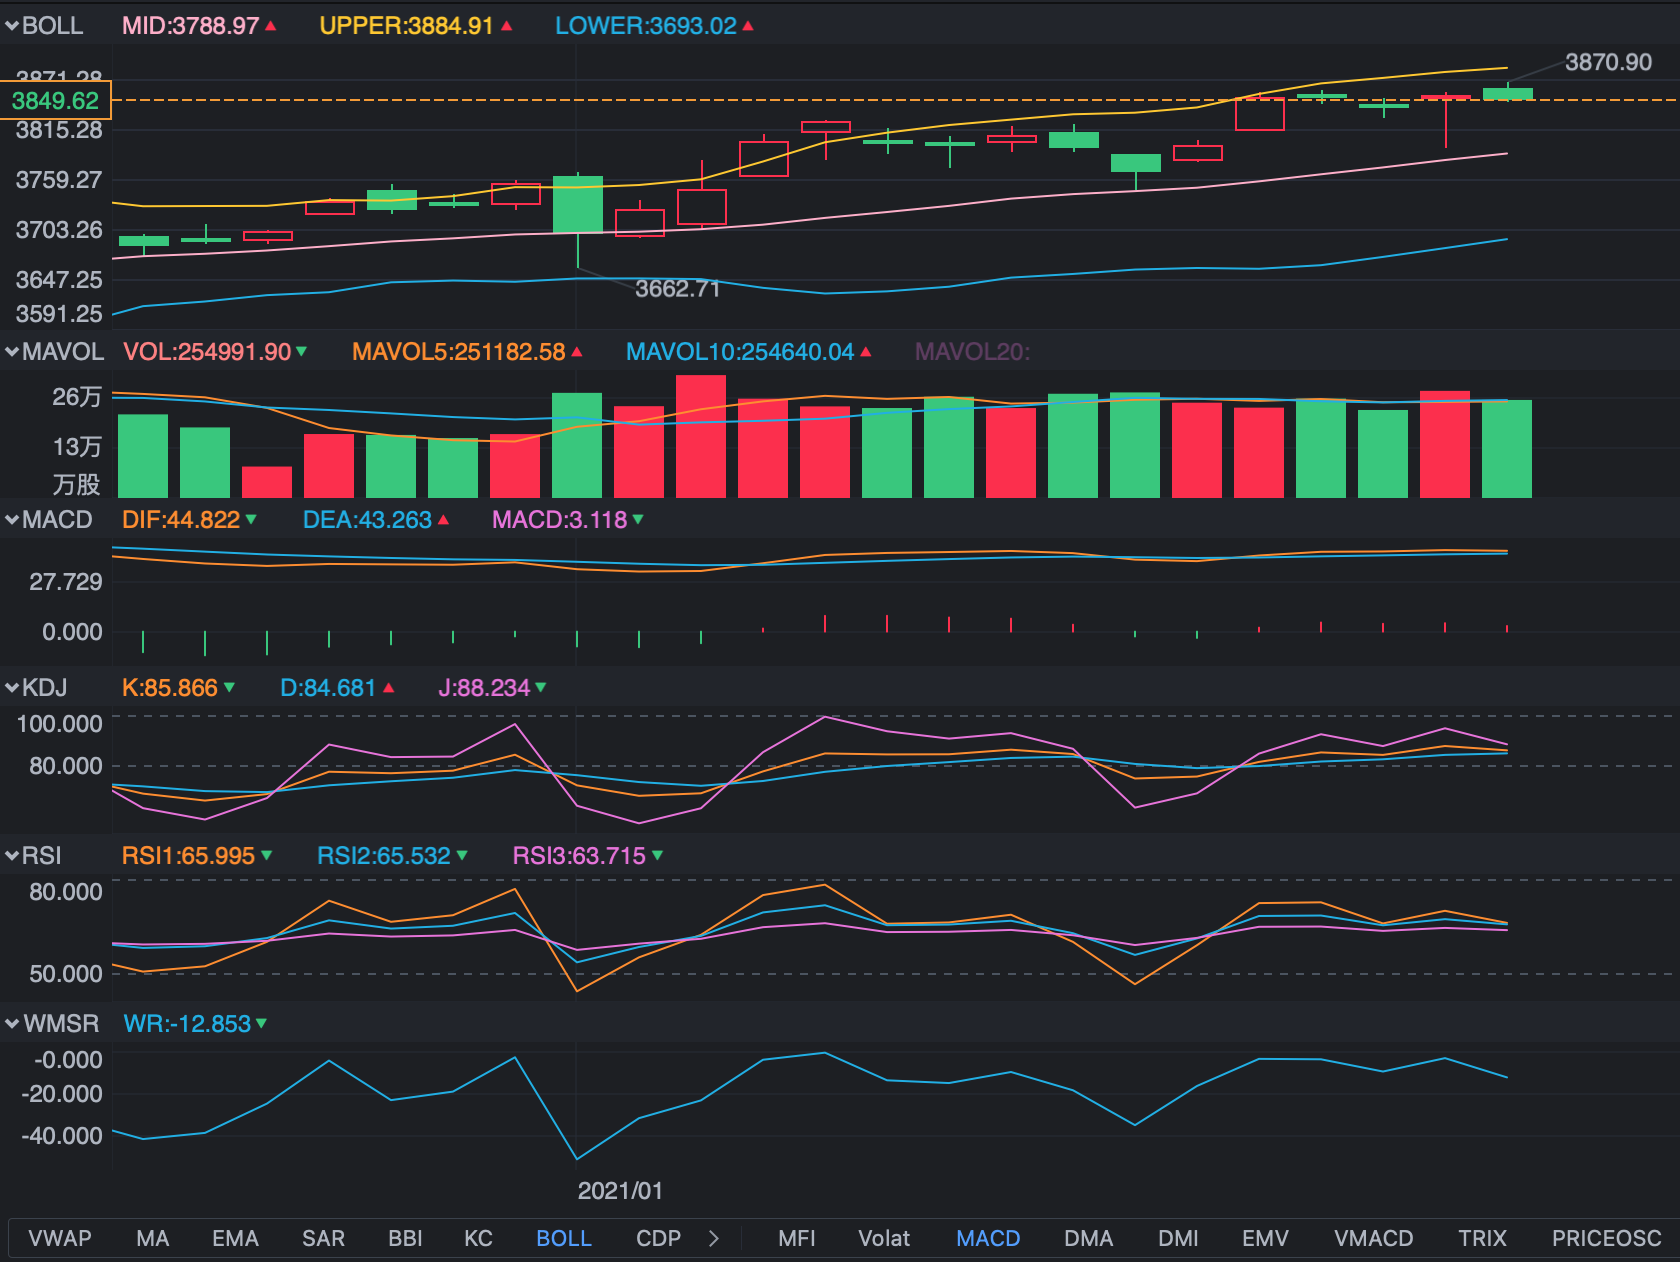 BOLL MID:3788.97 UPPER:3884.91 LOWER:3693.02
3870.90
3871.28
3849.62
3815.28
3759.27
3703.26
3647.25
3662.71
3591.25
MAVOL VOL:254991.90 MAVOL5:251182.58 MAVOL10:254640.04 MAVOL20:
26万
13万
万股
MACD DIF:44.822 DEA:43.263 MACD:3.118
27.729
0.000
KDJ K:85.866 D:84.681 J:88.234
100.000
80.000
RSI RSI1:65.995 RSI2:65.532 RSI3:63.715
80.000
50.000
WMSR WR:-12.853
-0.000
-20.000
-40.000
2021/01
VWAP MA EMA SAR BBI KC BOLL CDP > MFI Volat MACD DMA DMI EMV VMACD TRIX PRICEOSC